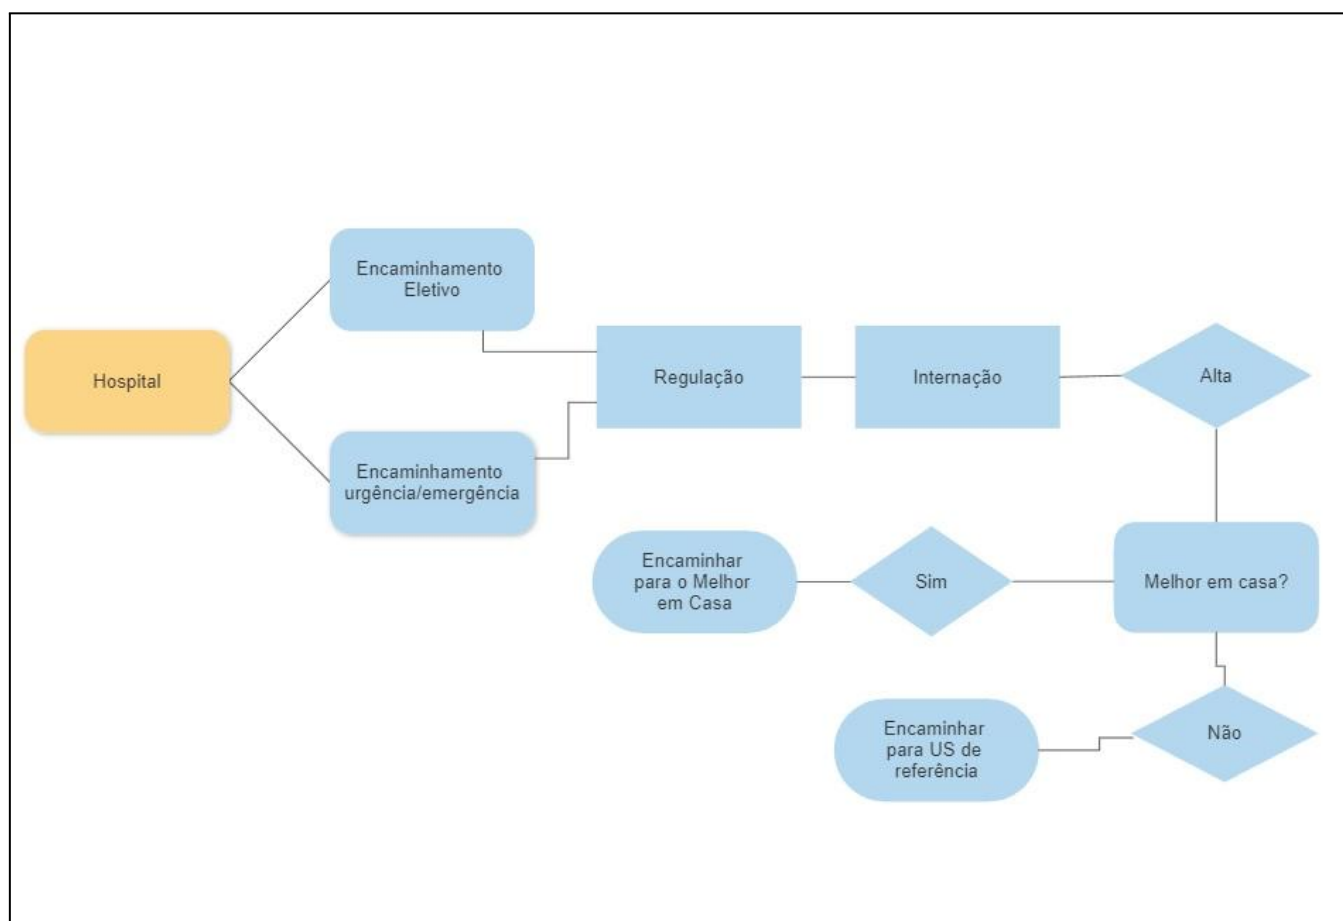 Encaminhamento
Eletivo
Hospital
Regulação
Internação
Alta
Encaminhamento
urgência/emergência
Encaminhar
para o Melhor
em Casa
Sim
Melhor em casa?
Encaminhar
para US de
referência
Não